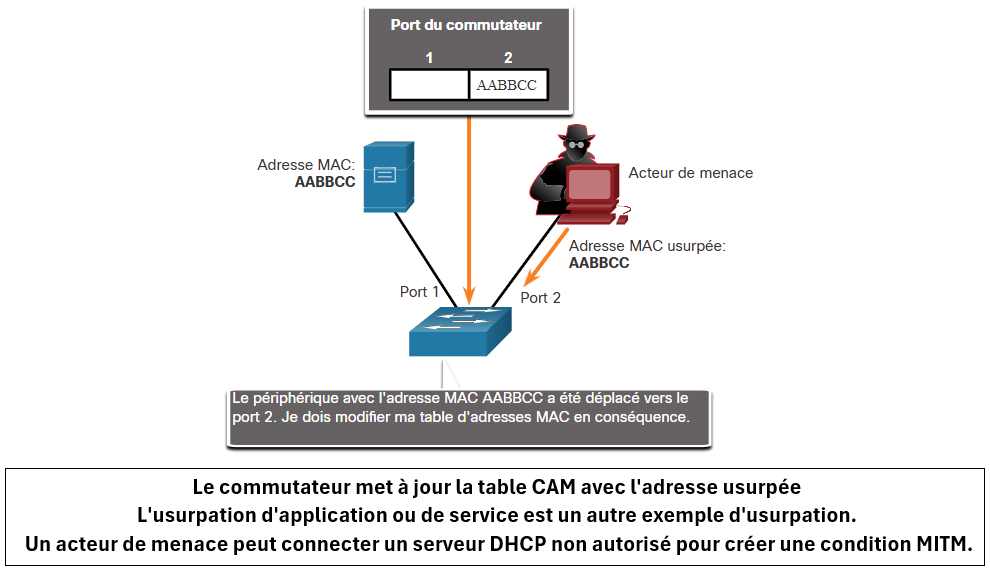 Port du commutateur
1 2
AABBCC
Adresse MAC:
AABBCC
Acteur de menace
Adresse MAC usurpée:
AABBCC
Port 1
Port 2
Le périphérique avec l'adresse MAC AABBCC a été déplacé vers le
port 2. Je dois modifier ma table d'adresses MAC en conséquence.
Le commutateur met à jour la table CAM avec l'adresse usurpée
L'usurpation d'application ou de service est un autre exemple d'usurpation.
Un acteur de menace peut connecter un serveur DHCP non autorisé pour créer une condition MITM.